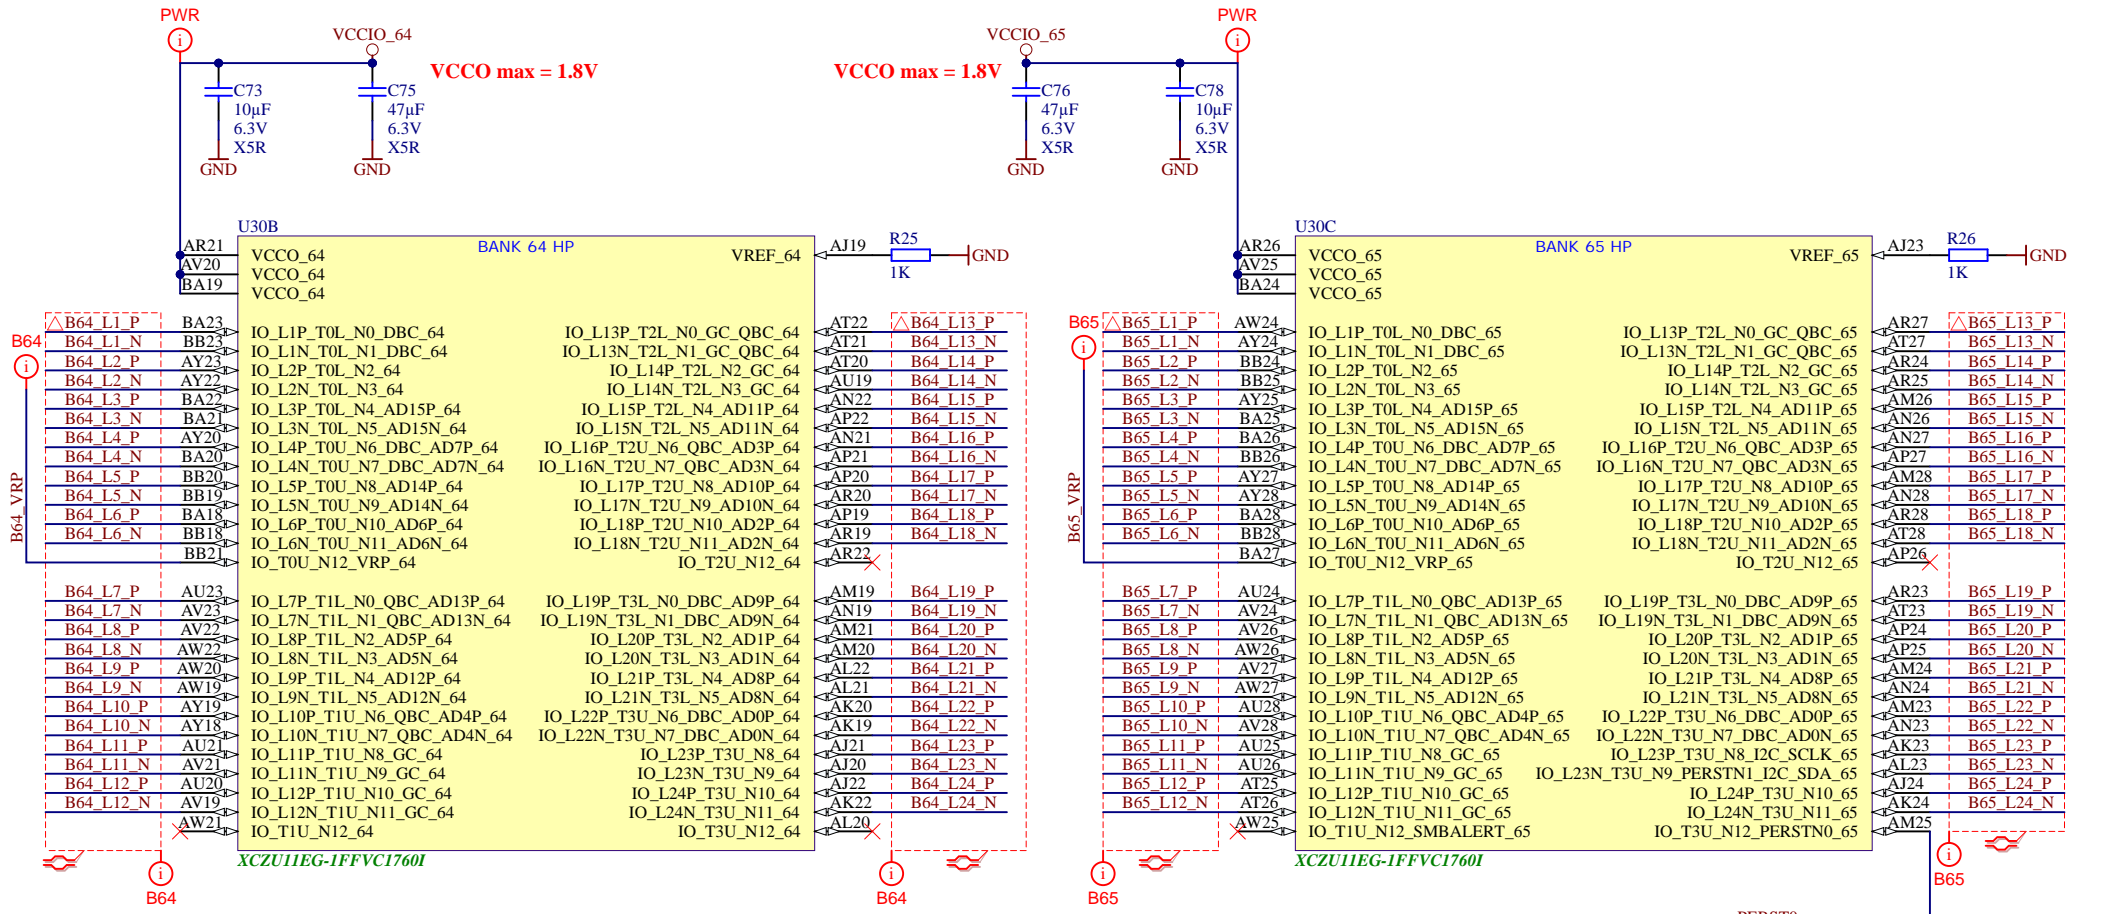 PWR
VCCIO_64
VCCO max = 1.8V
C73
10µF
6.3V
X5R
GND
C75
47µF
6.3V
X5R
GND
U30B
BANK 64 HP
AR21 VCCO_64
AV20 VCCO_64
BA19 VCCO_64
VREF_64 AJ19 R25 1K GND
B64
B64_VRP
B64_L1_P BA23 IO_L1P_T0L_N0_DBC_64
B64_L1_N BB23 IO_L1N_T0L_N1_DBC_64
B64_L2_P AY23 IO_L2P_T0L_N2_64
B64_L2_N AY22 IO_L2N_T0L_N3_64
B64_L3_P BA22 IO_L3P_T0L_N4_AD15P_64
B64_L3_N BA21 IO_L3N_T0L_N5_AD15N_64
B64_L4_P AY20 IO_L4P_T0U_N6_DBC_AD7P_64
B64_L4_N BA20 IO_L4N_T0U_N7_DBC_AD7N_64
B64_L5_P BB20 IO_L5P_T0U_N8_AD14P_64
B64_L5_N BB19 IO_L5N_T0U_N9_AD14N_64
B64_L6_P BA18 IO_L6P_T0U_N10_AD6P_64
B64_L6_N BB18 IO_L6N_T0U_N11_AD6N_64
BB21 IO_T0U_N12_VRP_64
B64_L7_P AU23 IO_L7P_T1L_N0_QBC_AD13P_64
B64_L7_N AV23 IO_L7N_T1L_N1_QBC_AD13N_64
B64_L8_P AV22 IO_L8P_T1L_N2_AD5P_64
B64_L8_N AW22 IO_L8N_T1L_N3_AD5N_64
B64_L9_P AW20 IO_L9P_T1L_N4_AD12P_64
B64_L9_N AW19 IO_L9N_T1L_N5_AD12N_64
B64_L10_P AY19 IO_L10P_T1U_N6_QBC_AD4P_64
B64_L10_N AY18 IO_L10N_T1U_N7_QBC_AD4N_64
B64_L11_P AU21 IO_L11P_T1U_N8_GC_64
B64_L11_N AV21 IO_L11N_T1U_N9_GC_64
B64_L12_P AU20 IO_L12P_T1U_N10_GC_64
B64_L12_N AV19 IO_L12N_T1U_N11_GC_64
AW21 IO_T1U_N12_64
IO_L13P_T2L_N0_GC_QBC_64 AT22 B64_L13_P
IO_L13N_T2L_N1_GC_QBC_64 AT21 B64_L13_N
IO_L14P_T2L_N2_GC_64 AT20 B64_L14_P
IO_L14N_T2L_N3_GC_64 AU19 B64_L14_N
IO_L15P_T2L_N4_AD11P_64 AN22 B64_L15_P
IO_L15N_T2L_N5_AD11N_64 AP22 B64_L15_N
IO_L16P_T2U_N6_QBC_AD3P_64 AN21 B64_L16_P
IO_L16N_T2U_N7_QBC_AD3N_64 AP21 B64_L16_N
IO_L17P_T2U_N8_AD10P_64 AP20 B64_L17_P
IO_L17N_T2U_N9_AD10N_64 AR20 B64_L17_N
IO_L18P_T2U_N10_AD2P_64 AP19 B64_L18_P
IO_L18N_T2U_N11_AD2N_64 AR19 B64_L18_N
IO_T2U_N12_64 AR22
IO_L19P_T3L_N0_DBC_AD9P_64 AM19 B64_L19_P
IO_L19N_T3L_N1_DBC_AD9N_64 AN19 B64_L19_N
IO_L20P_T3L_N2_AD1P_64 AM21 B64_L20_P
IO_L20N_T3L_N3_AD1N_64 AM20 B64_L20_N
IO_L21P_T3L_N4_AD8P_64 AL22 B64_L21_P
IO_L21N_T3L_N5_AD8N_64 AL21 B64_L21_N
IO_L22P_T3U_N6_DBC_AD0P_64 AK20 B64_L22_P
IO_L22N_T3U_N7_DBC_AD0N_64 AK19 B64_L22_N
IO_L23P_T3U_N8_64 AJ21 B64_L23_P
IO_L23N_T3U_N9_64 AJ20 B64_L23_N
IO_L24P_T3U_N10_64 AJ22 B64_L24_P
IO_L24N_T3U_N11_64 AK22 B64_L24_N
IO_T3U_N12_64 AL20
XCZU11EG-1FFVC1760I
B64
B64
PWR
VCCIO_65
VCCO max = 1.8V
C76
47µF
6.3V
X5R
GND
C78
10µF
6.3V
X5R
GND
U30C
BANK 65 HP
AR26 VCCO_65
AV25 VCCO_65
BA24 VCCO_65
VREF_65 AJ23 R26 1K GND
B65
B65_VRP
B65_L1_P AW24 IO_L1P_T0L_N0_DBC_65
B65_L1_N AY24 IO_L1N_T0L_N1_DBC_65
B65_L2_P BB24 IO_L2P_T0L_N2_65
B65_L2_N BB25 IO_L2N_T0L_N3_65
B65_L3_P AY25 IO_L3P_T0L_N4_AD15P_65
B65_L3_N BA25 IO_L3N_T0L_N5_AD15N_65
B65_L4_P BA26 IO_L4P_T0U_N6_DBC_AD7P_65
B65_L4_N BB26 IO_L4N_T0U_N7_DBC_AD7N_65
B65_L5_P AY27 IO_L5P_T0U_N8_AD14P_65
B65_L5_N AY28 IO_L5N_T0U_N9_AD14N_65
B65_L6_P BA28 IO_L6P_T0U_N10_AD6P_65
B65_L6_N BB28 IO_L6N_T0U_N11_AD6N_65
BA27 IO_T0U_N12_VRP_65
B65_L7_P AU24 IO_L7P_T1L_N0_QBC_AD13P_65
B65_L7_N AV24 IO_L7N_T1L_N1_QBC_AD13N_65
B65_L8_P AV26 IO_L8P_T1L_N2_AD5P_65
B65_L8_N AW26 IO_L8N_T1L_N3_AD5N_65
B65_L9_P AV27 IO_L9P_T1L_N4_AD12P_65
B65_L9_N AW27 IO_L9N_T1L_N5_AD12N_65
B65_L10_P AU28 IO_L10P_T1U_N6_QBC_AD4P_65
B65_L10_N AV28 IO_L10N_T1U_N7_QBC_AD4N_65
B65_L11_P AU25 IO_L11P_T1U_N8_GC_65
B65_L11_N AU26 IO_L11N_T1U_N9_GC_65
B65_L12_P AT25 IO_L12P_T1U_N10_GC_65
B65_L12_N AT26 IO_L12N_T1U_N11_GC_65
AW25 IO_T1U_N12_SMBALERT_65
IO_L13P_T2L_N0_GC_QBC_65 AR27 B65_L13_P
IO_L13N_T2L_N1_GC_QBC_65 AT27 B65_L13_N
IO_L14P_T2L_N2_GC_65 AR24 B65_L14_P
IO_L14N_T2L_N3_GC_65 AR25 B65_L14_N
IO_L15P_T2L_N4_AD11P_65 AM26 B65_L15_P
IO_L15N_T2L_N5_AD11N_65 AN26 B65_L15_N
IO_L16P_T2U_N6_QBC_AD3P_65 AN27 B65_L16_P
IO_L16N_T2U_N7_QBC_AD3N_65 AP27 B65_L16_N
IO_L17P_T2U_N8_AD10P_65 AM28 B65_L17_P
IO_L17N_T2U_N9_AD10N_65 AN28 B65_L17_N
IO_L18P_T2U_N10_AD2P_65 AR28 B65_L18_P
IO_L18N_T2U_N11_AD2N_65 AT28 B65_L18_N
IO_T2U_N12_65 AP26
IO_L19P_T3L_N0_DBC_AD9P_65 AR23 B65_L19_P
IO_L19N_T3L_N1_DBC_AD9N_65 AT23 B65_L19_N
IO_L20P_T3L_N2_AD1P_65 AP24 B65_L20_P
IO_L20N_T3L_N3_AD1N_65 AP25 B65_L20_N
IO_L21P_T3L_N4_AD8P_65 AM24 B65_L21_P
IO_L21N_T3L_N5_AD8N_65 AN24 B65_L21_N
IO_L22P_T3U_N6_DBC_AD0P_65 AM23 B65_L22_P
IO_L22N_T3U_N7_DBC_AD0N_65 AN23 B65_L22_N
IO_L23P_T3U_N8_I2C_SCLK_65 AK23 B65_L23_P
IO_L23N_T3U_N9_PERSTN1_I2C_SDA_65 AL23 B65_L23_N
IO_L24P_T3U_N10_65 AJ24 B65_L24_P
IO_L24N_T3U_N11_65 AK24 B65_L24_N
IO_T3U_N12_PERSTN0_65 AM25
XCZU11EG-1FFVC1760I
B65
B65